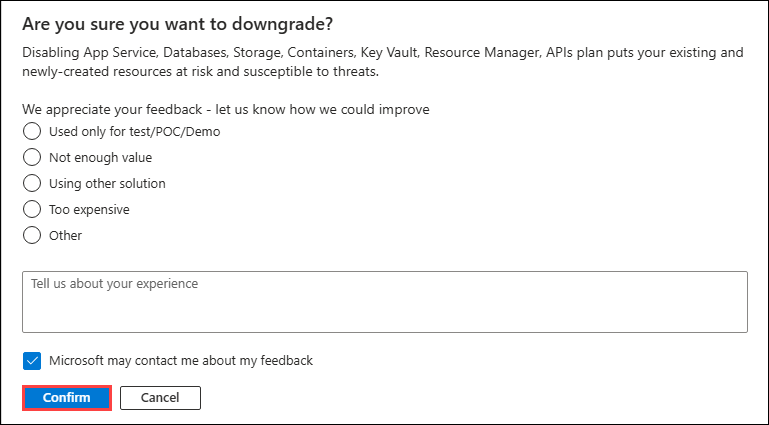 Are you sure you want to downgrade?
Disabling App Service, Databases, Storage, Containers, Key Vault, Resource Manager, APIs plan puts your existing and
newly-created resources at risk and susceptible to threats.
We appreciate your feedback - let us know how we could improve
Used only for test/POC/Demo
Not enough value
Using other solution
Too expensive
Other
Tell us about your experience
Microsoft may contact me about my feedback
Confirm Cancel